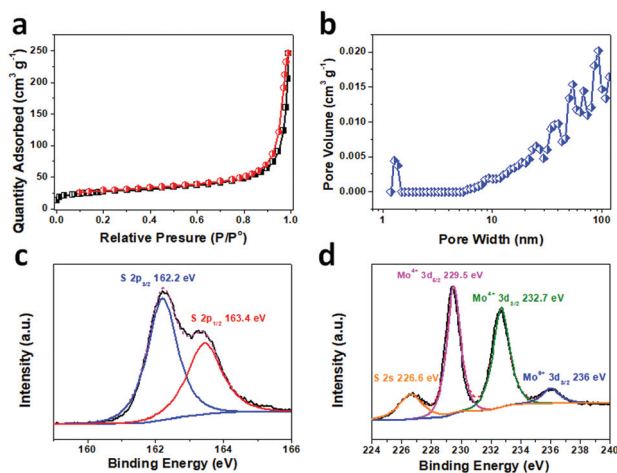 a
250
200
150
100
50
0
Quantity Adsorbed (cm³ g⁻¹)
0.0 0.2 0.4 0.6 0.8 1.0
Relative Presure (P/P°)
b
0.020
0.015
0.010
0.005
0.000
Pore Volume (cm³ g⁻¹)
1 10 100
Pore Width (nm)
c
S 2p₃/₂ 162.2 eV
S 2p₁/₂ 163.4 eV
Intensity (a.u.)
160 162 164 166
Binding Energy (eV)
d
Mo⁴⁺ 3d₅/₂ 229.5 eV
Mo⁴⁺ 3d₃/₂ 232.7 eV
S 2s 226.6 eV
Mo⁶⁺ 3d₃/₂ 236 eV
Intensity (a.u.)
224 226 228 230 232 234 236 238 240
Binding Energy (eV)